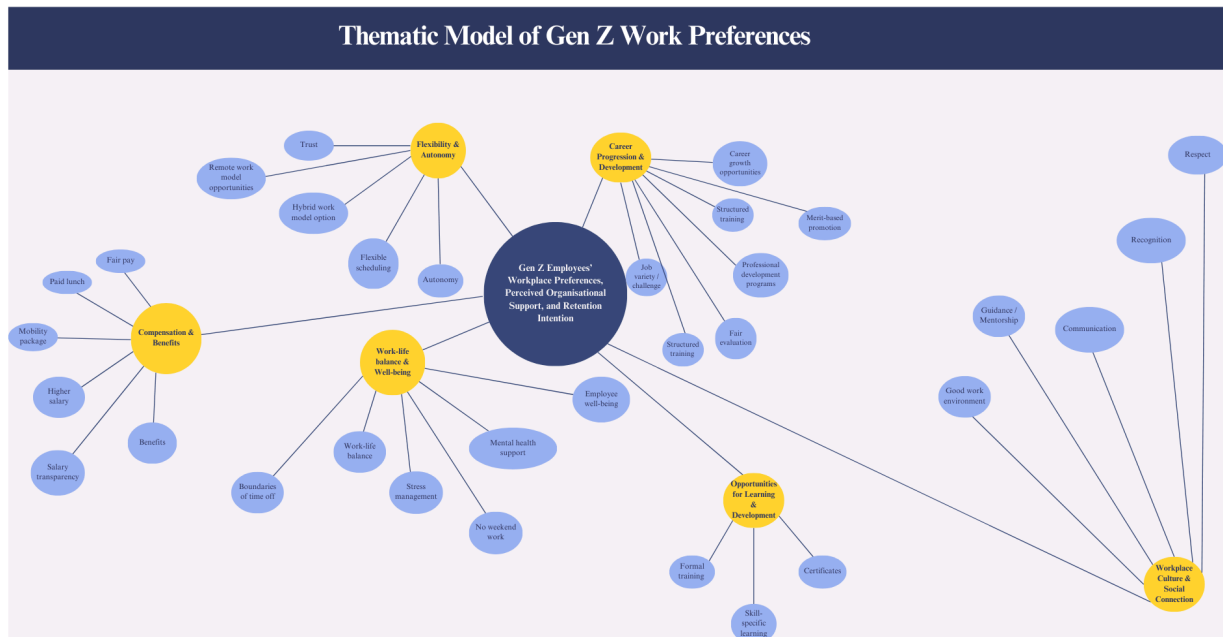 Thematic Model of Gen Z Work Preferences
Flexibility &
Autonomy
Trust
Remote work
model
opportunities
Hybrid work
model option
Flexible
scheduling
Autonomy
Career
Progression &
Development
Career
growth
opportunities
Structured
training
Merit-based
promotion
Job
variety /
challenge
Professional
development
programs
Structured
training
Fair
evaluation
Respect
Recognition
Guidance /
Mentorship
Communication
Good work
environment
Gen Z Employees'
Workplace Preferences,
Perceived Organisational
Support, and Retention
Intention
Fair pay
Paid lunch
Mobility
package
Compensation &
Benefits
Higher
salary
Benefits
Salary
transparency
Work-life
balance &
Well-being
Employee
well-being
Work-life
balance
Mental health
support
Boundaries
of time off
Stress
management
No weekend
work
Opportunities
for Learning
&
Development
Formal
training
Certificates
Skill-
specific
learning
Workplace
Culture &
Social
Connection